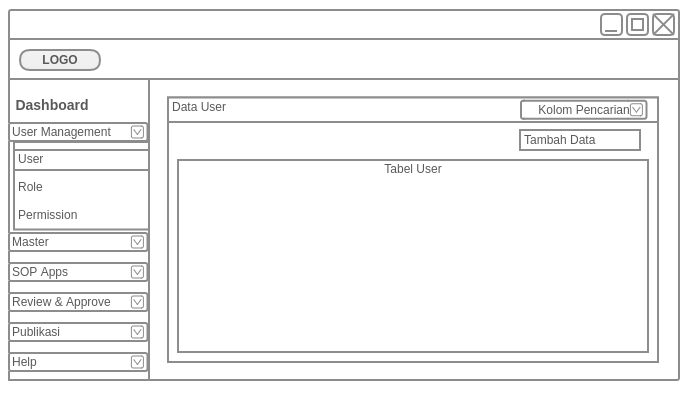 LOGO
Dashboard
User Management
User
Role
Permission
Master
SOP Apps
Review & Approve
Publikasi
Help
Data User
Kolom Pencarian
Tambah Data
Tabel User